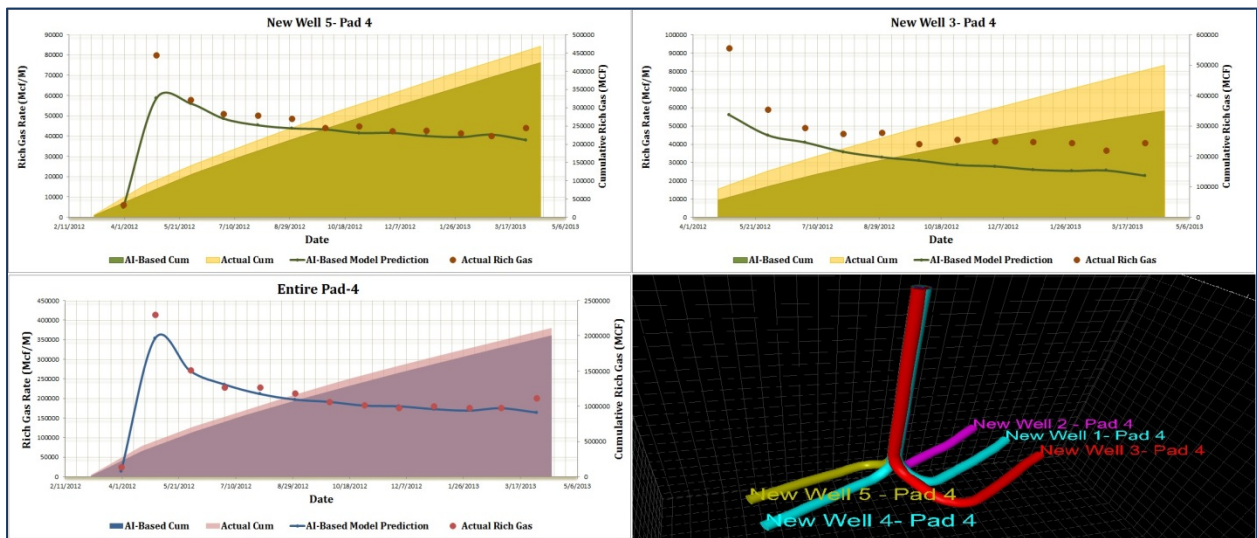 New Well 5- Pad 4
Rich Gas Rate (Mcf/M)
90000
80000
70000
60000
50000
40000
30000
20000
10000
0
500000
450000
400000
350000
300000
250000
200000
150000
100000
50000
0
Cumulative Rich Gas (MCF)
2/11/2012 4/1/2012 5/21/2012 7/10/2012 8/29/2012 10/18/2012 12/7/2012 1/26/2013 3/17/2013 5/6/2013
Date
AI-Based Cum Actual Cum AI-Based Model Prediction Actual Rich Gas
New Well 3- Pad 4
Rich Gas Rate (Mcf/M)
100000
90000
80000
70000
60000
50000
40000
30000
20000
10000
0
600000
500000
400000
300000
200000
100000
0
Cumulative Rich Gas (MCF)
4/1/2012 5/21/2012 7/10/2012 8/29/2012 10/18/2012 12/7/2012 1/26/2013 3/17/2013 5/6/2013
Date
AI-Based Cum Actual Cum AI-Based Model Prediction Actual Rich Gas
Entire Pad-4
Rich Gas Rate (Mcf/M)
450000
400000
350000
300000
250000
200000
150000
100000
50000
0
2500000
2000000
1500000
1000000
500000
0
Cumulative Rich Gas (MCF)
2/11/2012 4/1/2012 5/21/2012 7/10/2012 8/29/2012 10/18/2012 12/7/2012 1/26/2013 3/17/2013 5/6/2013
Date
AI-Based Cum Actual Cum AI-Based Model Prediction Actual Rich Gas
New Well 2 - Pad 4
New Well 1- Pad 4
New Well 3- Pad 4
New Well 5 - Pad 4
New Well 4- Pad 4